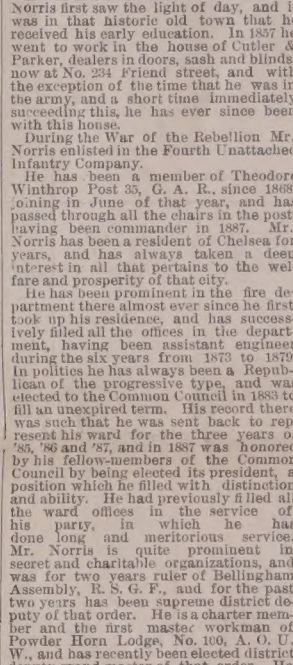 Norris first saw the light of day, and i
was in that historic old town that he
received his early education. In 1857 he
went to work in the house of Cutler &
Parker, dealers in doors, sash and blinds
now at No. 234 Friend street, and with
the exception of the time that he was in
the army, and a short time immediately
succeeding this, he has ever since been
with this house.
During the War of the Rebellion Mr.
Norris enlisted in the Fourth Unattached
Infantry Company.
He has been a member of Theodore
Winthrop Post 35, G. A. R., since 1868
joining in June of that year, and has
passed through all the chairs in the post
having been commander in 1887. Mr.
Norris has been a resident of Chelsea for
years, and has always taken a deep
interest in all that pertains to the wel
fare and prosperity of that city.
He has been prominent in the fire de
partment there almost ever since he first
took up his residence, and has success
ively filled all the offices in the depart
ment, having been assistant engineer
during the six years from 1873 to 1879
In politics he has always been a Repub
lican of the progressive type, and was
elected to the Common Council in 1883 to
fill an unexpired term. His record there
was such that he was sent back to rep
resent his ward for the three years o
'85, '86 and '87, and in 1887 was honored
by his fellow-members of the Common
Council by being elected its president, a
position which he filled with distinction
and ability. He had previously filled all
the ward offices in the service of
his party, in which he has
done long and meritorious service.
Mr. Norris is quite prominent in
secret and charitable organizations, and
was for two years ruler of Bellingham
Assembly, R. S. G. F., and for the past
two years has been supreme district de
puty of that order. He is a charter mem
ber and the first master workman of
Powder Horn Lodge, No. 100, A. O. U.
W., and has recently been elected district